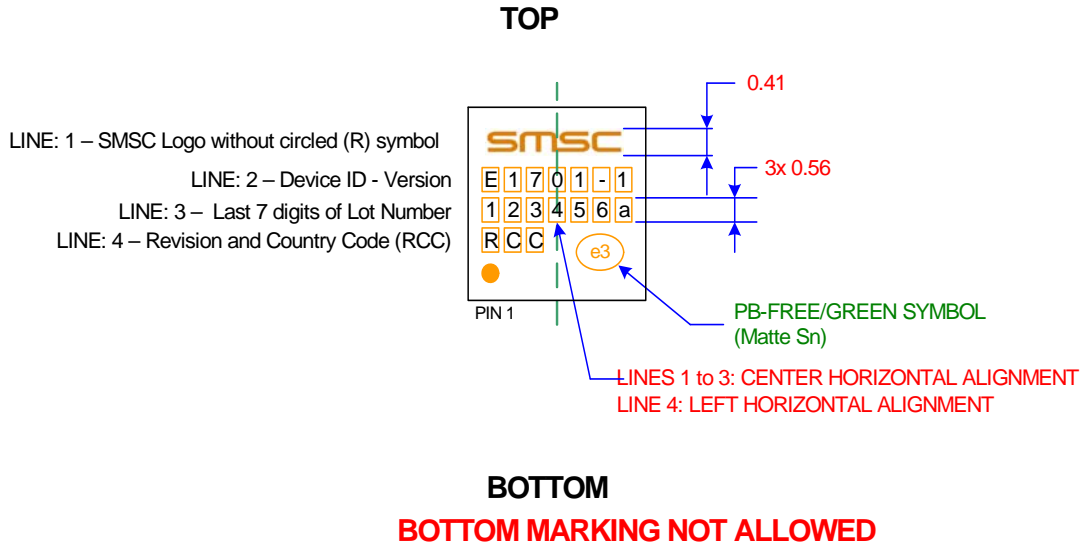 TOP
0.41
LINE: 1 – SMSC Logo without circled (R) symbol
SMSC
3x 0.56
LINE: 2 – Device ID - Version
E1701-1
LINE: 3 – Last 7 digits of Lot Number
123456a
LINE: 4 – Revision and Country Code (RCC)
RCC
e3
PIN 1
PB-FREE/GREEN SYMBOL
(Matte Sn)
LINES 1 to 3: CENTER HORIZONTAL ALIGNMENT
LINE 4: LEFT HORIZONTAL ALIGNMENT
BOTTOM
BOTTOM MARKING NOT ALLOWED